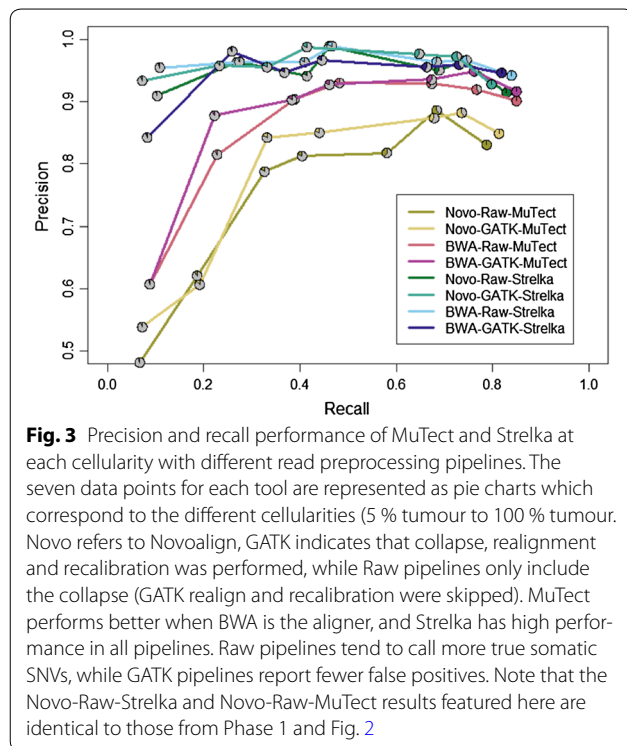 1.0
0.9
0.8
0.7
0.6
0.5
Precision
Novo-Raw-MuTect
Novo-GATK-MuTect
BWA-Raw-MuTect
BWA-GATK-MuTect
Novo-Raw-Strelka
Novo-GATK-Strelka
BWA-Raw-Strelka
BWA-GATK-Strelka
0.0 0.2 0.4 0.6 0.8 1.0
Recall
Fig. 3 Precision and recall performance of MuTect and Strelka at
each cellularity with different read preprocessing pipelines. The
seven data points for each tool are represented as pie charts which
correspond to the different cellularities (5 % tumour to 100 % tumour.
Novo refers to Novoalign, GATK indicates that collapse, realignment
and recalibration was performed, while Raw pipelines only include
the collapse (GATK realign and recalibration were skipped). MuTect
performs better when BWA is the aligner, and Strelka has high perfor-
mance in all pipelines. Raw pipelines tend to call more true somatic
SNVs, while GATK pipelines report fewer false positives. Note that the
Novo-Raw-Strelka and Novo-Raw-MuTect results featured here are
identical to those from Phase 1 and Fig. 2